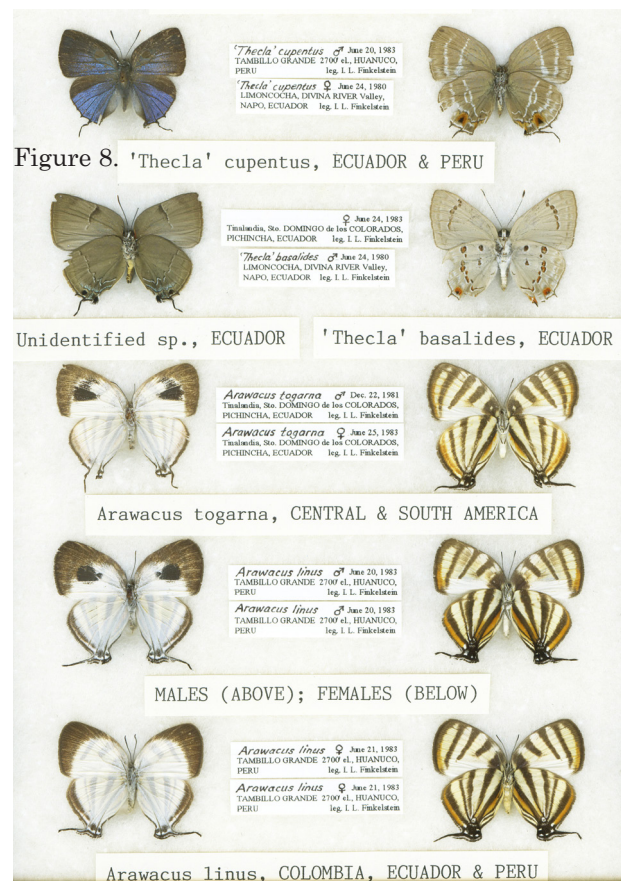 'Thecla' cupentus ♂ June 20, 1983
TAMBILLO GRANDE 2700' el., HUANUCO,
PERU leg. I. L. Finkelstein
'Thecla' cupentus ♀ June 24, 1980
LIMONCOCHA, DIVINA RIVER Valley,
NAPO, ECUADOR leg. I. L. Finkelstein
Figure 8. 'Thecla' cupentus, ECUADOR & PERU
♀ June 24, 1983
Tinalandia, Sto. DOMINGO de los COLORADOS,
PICHINCHA, ECUADOR leg. I. L. Finkelstein
'Thecla' basalides ♂ June 24, 1980
LIMONCOCHA, DIVINA RIVER Valley,
NAPO, ECUADOR leg. I. L. Finkelstein
Unidentified sp., ECUADOR
'Thecla' basalides, ECUADOR
Arawacus togarna ♂ Dec. 22, 1981
Tinalandia, Sto. DOMINGO de los COLORADOS,
PICHINCHA, ECUADOR leg. I. L. Finkelstein
Arawacus togarna ♀ June 25, 1983
Tinalandia, Sto. DOMINGO de los COLORADOS,
PICHINCHA, ECUADOR leg. I. L. Finkelstein
Arawacus togarna, CENTRAL & SOUTH AMERICA
Arawacus linus ♂ June 20, 1983
TAMBILLO GRANDE 2700' el., HUANUCO,
PERU leg. I. L. Finkelstein
Arawacus linus ♂ June 20, 1983
TAMBILLO GRANDE 2700' el., HUANUCO,
PERU leg. I. L. Finkelstein
MALES (ABOVE); FEMALES (BELOW)
Arawacus linus ♀ June 21, 1983
TAMBILLO GRANDE 2700' el., HUANUCO,
PERU leg. I. L. Finkelstein
Arawacus linus ♀ June 21, 1983
TAMBILLO GRANDE 2700' el., HUANUCO,
PERU leg. I. L. Finkelstein
Arawacus linus, COLOMBIA, ECUADOR & PERU